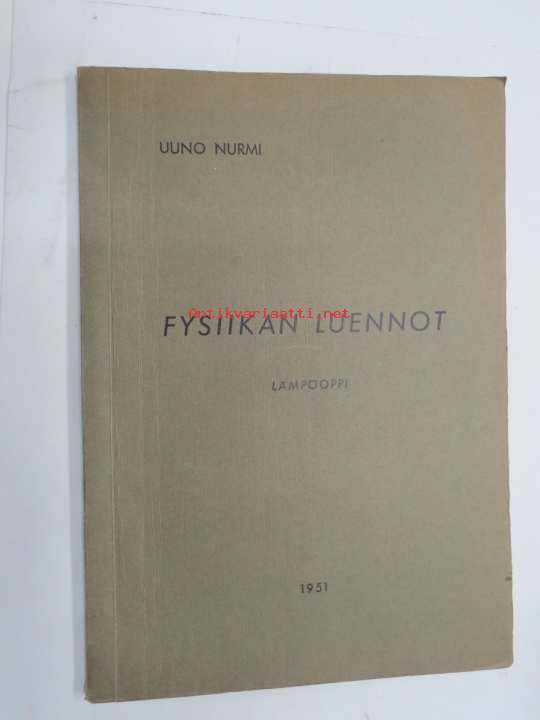 UUNO NURMI
Antikvariaatti.net
FYSIIKAN LUENNOT
LÄMPÖOPPI
1951